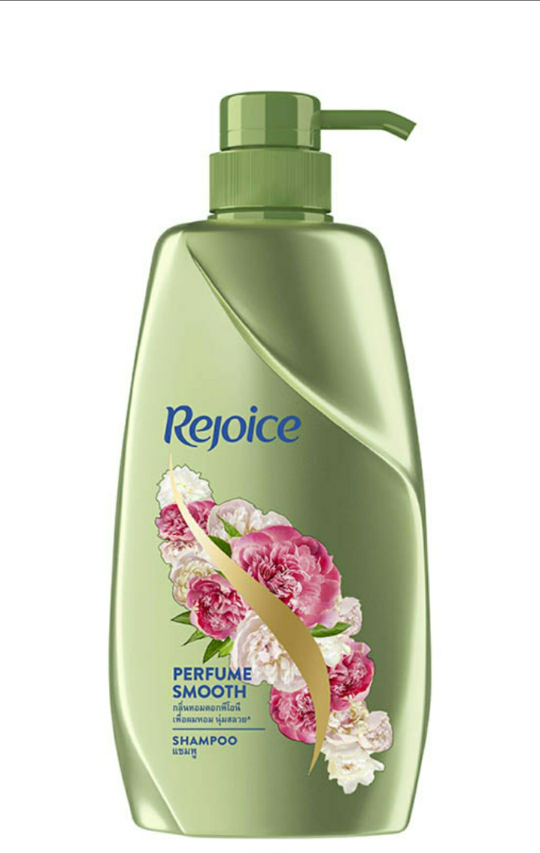 Rejoice
PERFUME
SMOOTH
กลิ่นหอมดอกพีโอนี
เพื่อผมหอม นุ่มสลวย*
SHAMPOO
แชมพู